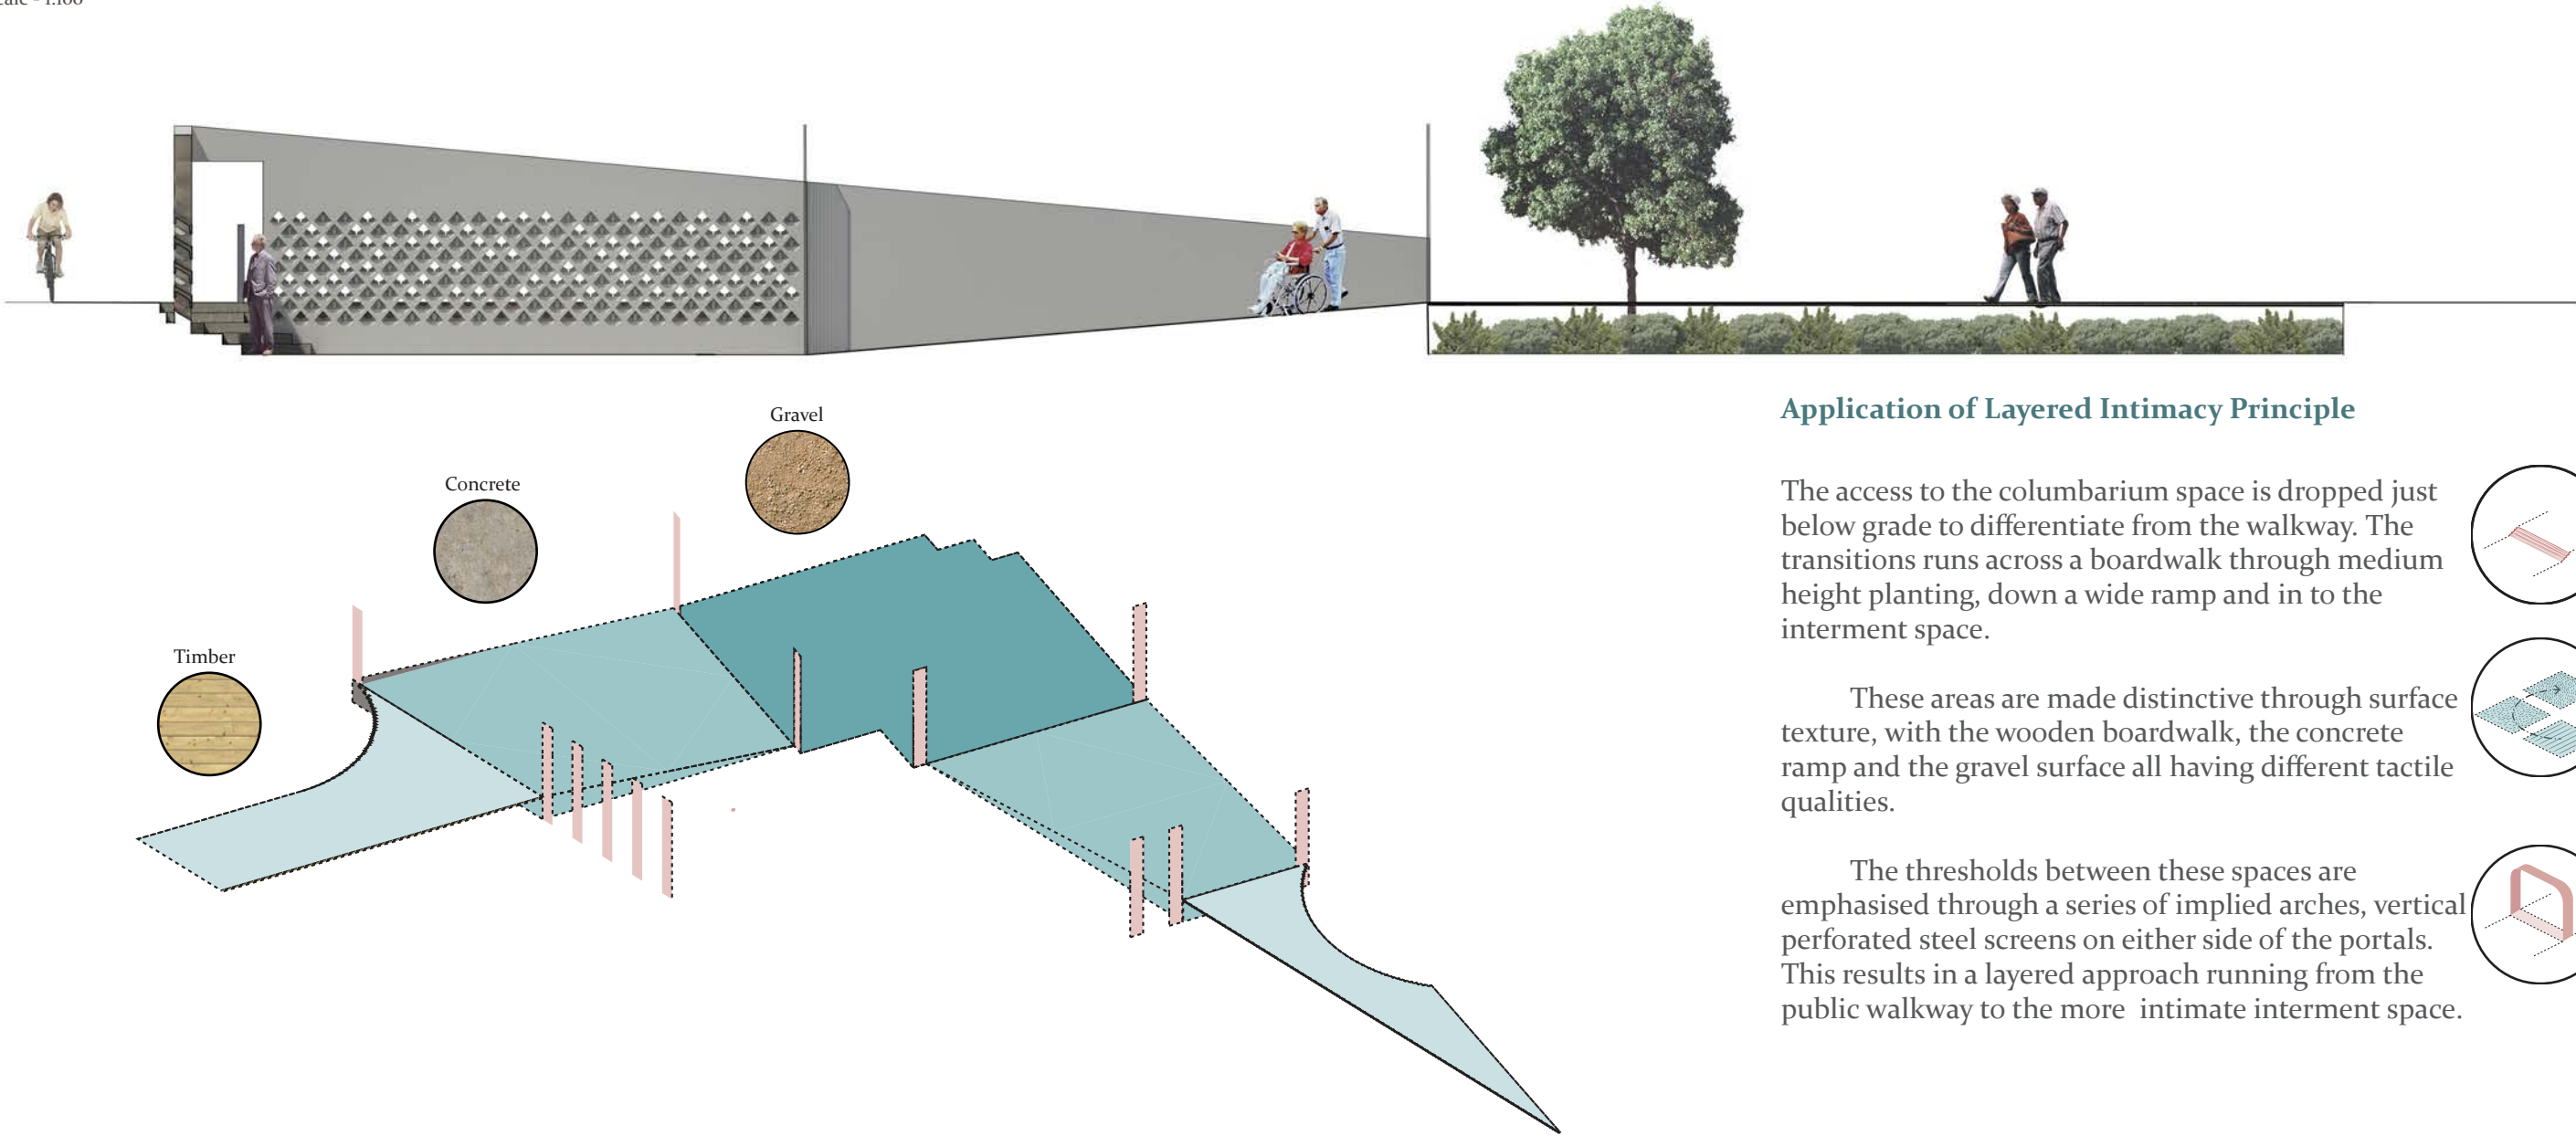 Scale - 1:100
Gravel
Concrete
Timber
Application of Layered Intimacy Principle
The access to the columbarium space is dropped just
below grade to differentiate from the walkway. The
transitions runs across a boardwalk through medium
height planting, down a wide ramp and in to the
interment space.
These areas are made distinctive through surface
texture, with the wooden boardwalk, the concrete
ramp and the gravel surface all having different tactile
qualities.
The thresholds between these spaces are
emphasised through a series of implied arches, vertical
perforated steel screens on either side of the portals.
This results in a layered approach running from the
public walkway to the more  intimate interment space.